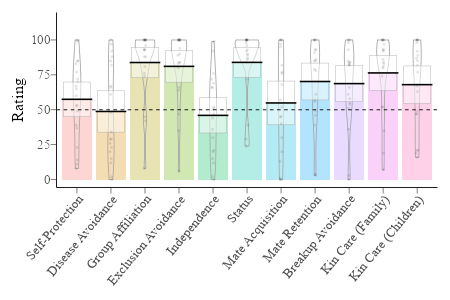 100
75
50
25
0
Rating
Self-Protection
Disease Avoidance
Group Affiliation
Exclusion Avoidance
Independence
Status
Mate Acquisition
Mate Retention
Breakup Avoidance
Kin Care (Family)
Kin Care (Children)